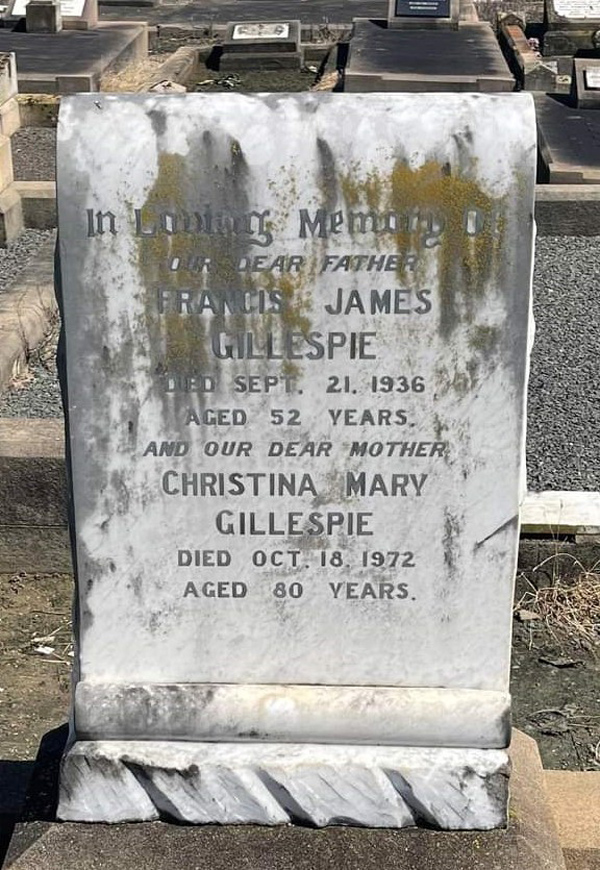 In Loving Memory Of
OUR DEAR FATHER
FRANCIS JAMES
GILLESPIE
DIED SEPT. 21. 1936
AGED 52 YEARS.
AND OUR DEAR MOTHER
CHRISTINA MARY
GILLESPIE
DIED OCT. 18. 1972
AGED 80 YEARS.